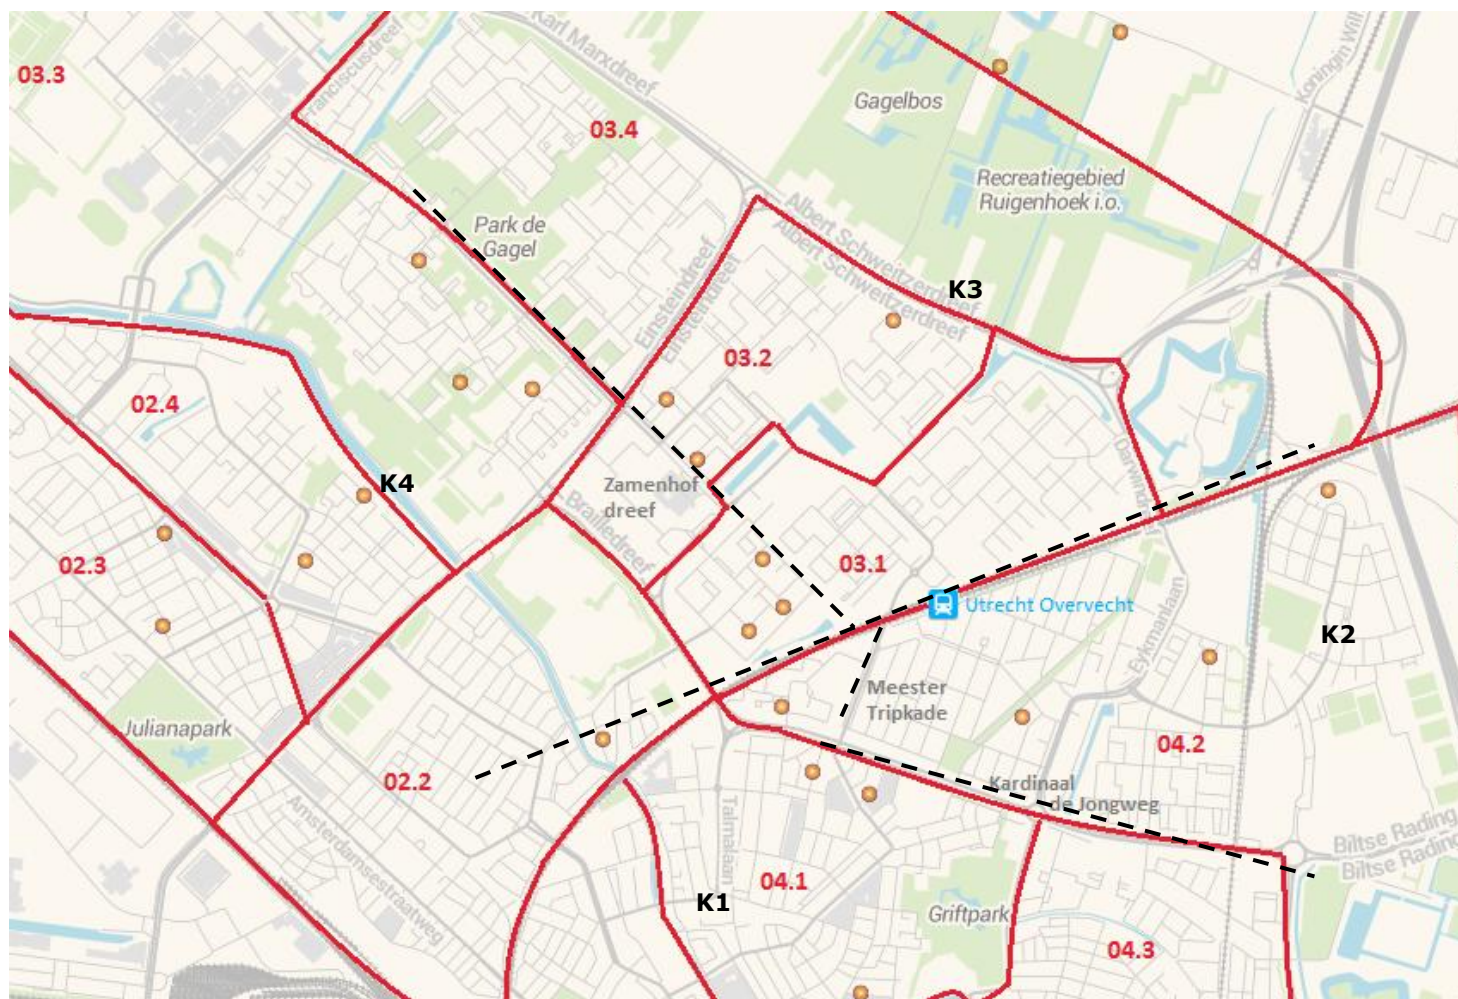 Karl Marxdreef
Franciscusdreef
Koningin Wil
03.3
03.4
Gagelbos
Recreatiegebied
Ruigenhoek i.o.
Park de
Gagel
Albert Schweitzerdreef
Albert Schweitzerdreef
Einsteindreef
Einsteindreef
K3
03.2
02.4
K4
Zamenhof
dreef
Brailledreef
Darwindreef
02.3
03.1
Utrecht Overvecht
Eykmanlaan
K2
Meester
Tripkade
Julianapark
04.2
02.2
Kardinaal
de Jongweg
Amsterdamsestraatweg
Talmalaan
Biltse Rading
Biltse Rading
04.1
K1
Griftpark
04.3